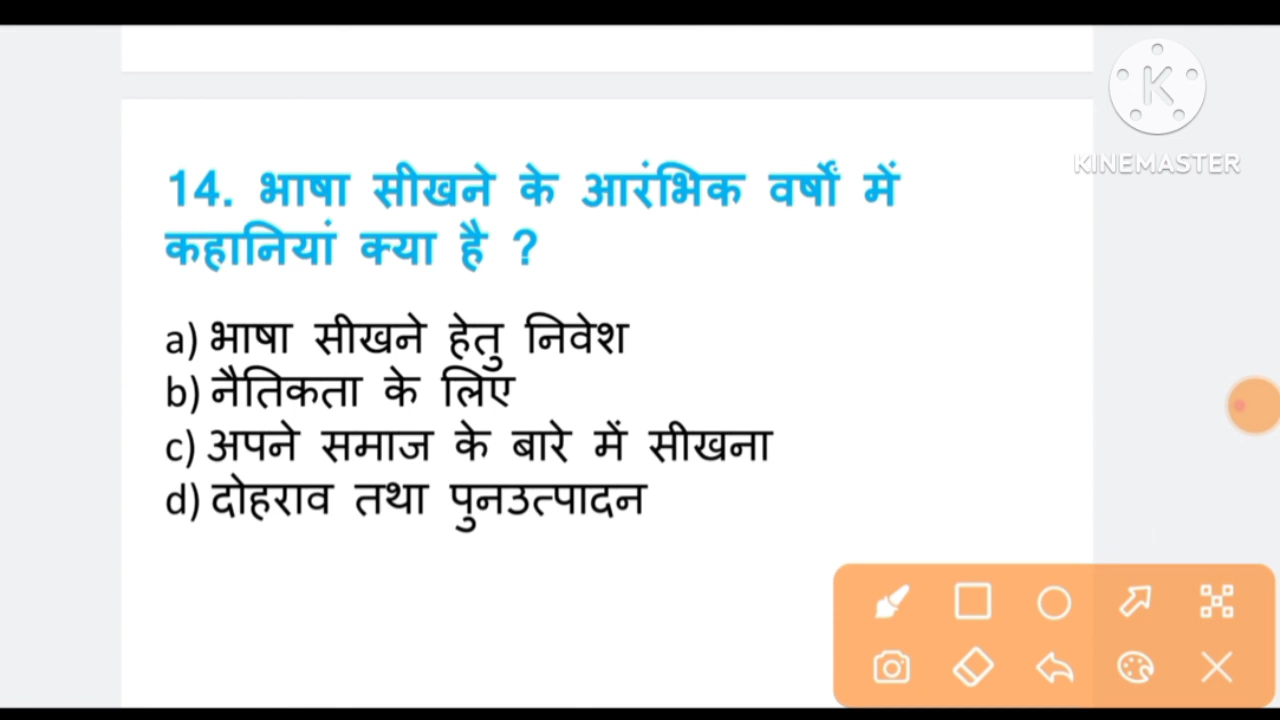 KINEMASTER
14. भाषा सीखने के आरंभिक वर्षों में
कहानियां क्या है ?
a) भाषा सीखने हेतु निवेश
b) नैतिकता के लिए
c) अपने समाज के बारे में सीखना
d) दोहराव तथा पुनउत्पादन